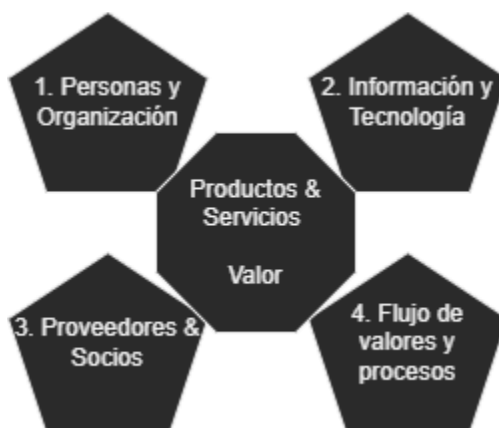 1. Personas y
Organización
2. Información y
Tecnología
Productos &
Servicios
Valor
3. Proveedores &
Socios
4. Flujo de
valores y
procesos